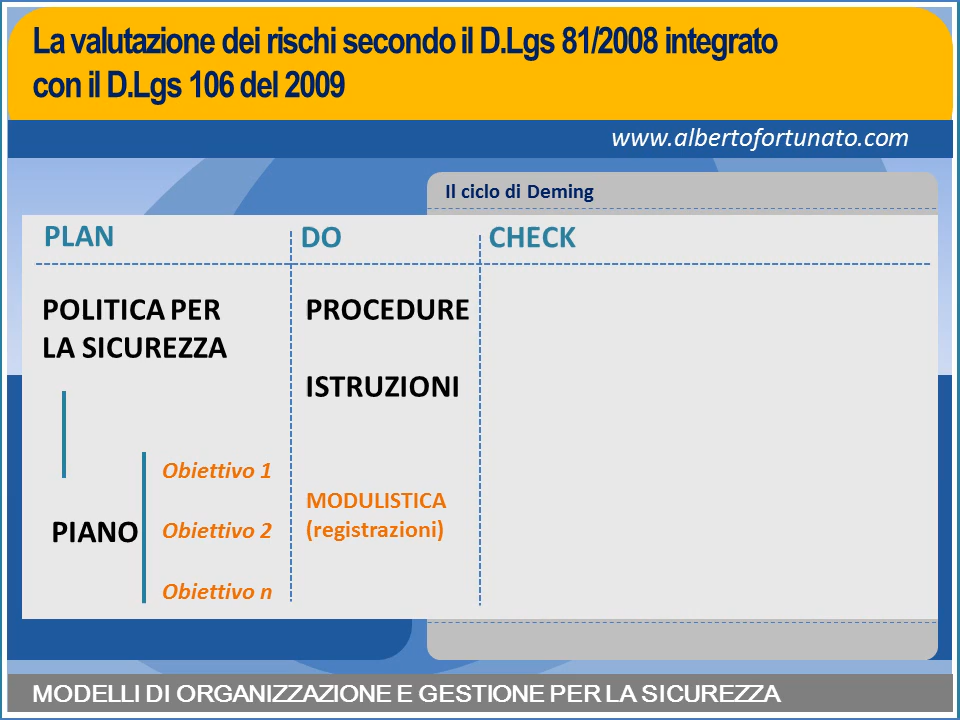 La valutazione dei rischi secondo il D.Lgs 81/2008 integrato
con il D.Lgs 106 del 2009
www.albertofortunato.com
Il ciclo di Deming
PLAN
DO
CHECK
POLITICA PER
LA SICUREZZA
PIANO
Obiettivo 1
Obiettivo 2
Obiettivo n
PROCEDURE
ISTRUZIONI
MODULISTICA
(registrazioni)
MODELLI DI ORGANIZZAZIONE E GESTIONE PER LA SICUREZZA